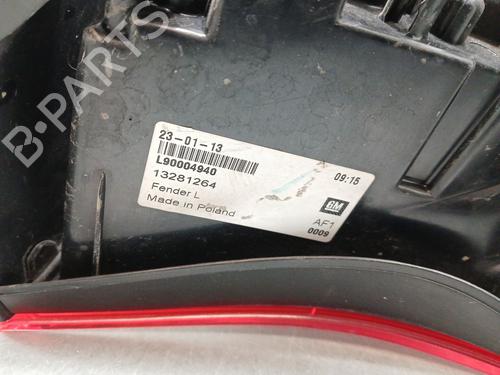 B-PARTS
23-01-13
L90004940
13281264
Fender L
Made in Poland
09:15
GM
AF1
0009